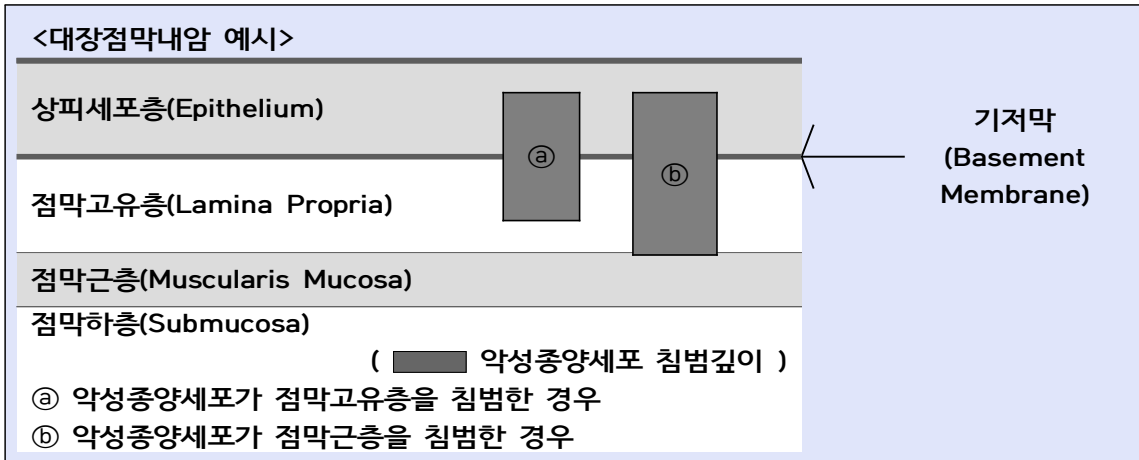 <대장점막내암 예시>
상피세포층(Epithelium)
ⓐ
ⓑ
기저막
(Basement
Membrane)
점막고유층(Lamina Propria)
점막근층(Muscularis Mucosa)
점막하층(Submucosa)
( 악성종양세포 침범깊이 )
ⓐ 악성종양세포가 점막고유층을 침범한 경우
ⓑ 악성종양세포가 점막근층을 침범한 경우